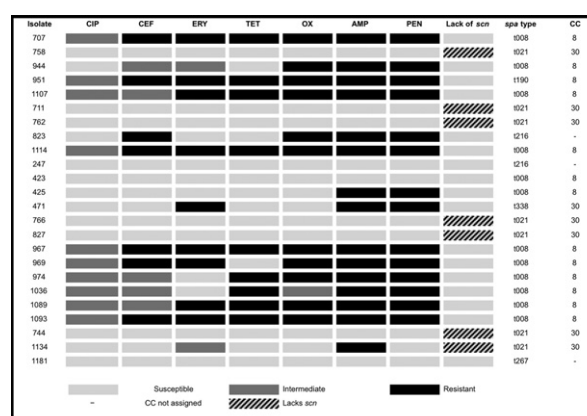 Isolate CIP CEF ERY TET OX AMP PEN Lack of scn spa type CC
707 t008 8
758 t021 30
944 t008 8
951 t190 8
1107 t008 8
711 t021 30
762 t021 30
823 t216 -
1114 t008 8
247 t216 -
423 t008 8
425 t008 8
471 t338 30
766 t021 30
827 t021 30
967 t008 8
969 t008 8
974 t008 8
1036 t008 8
1089 t008 8
1093 t008 8
744 t021 30
1134 t021 30
1181 t267 -
Susceptible Intermediate Resistant
– CC not assigned Lacks scn